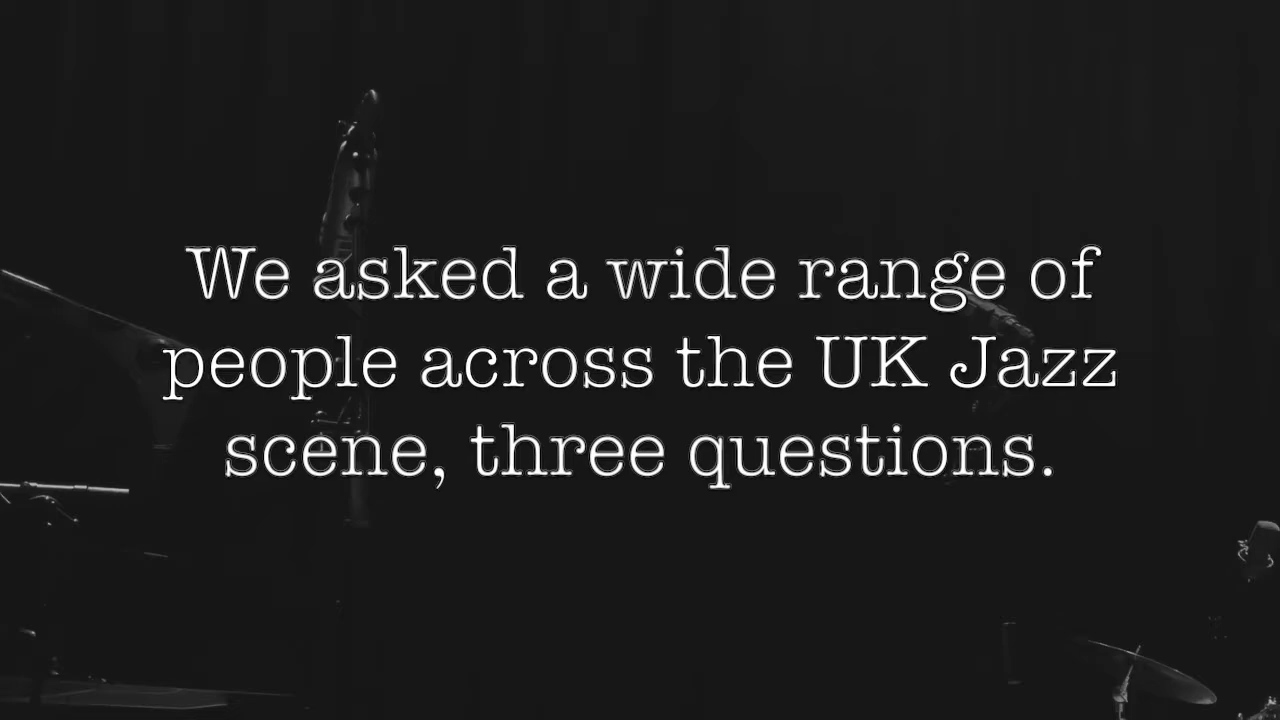 We asked a wide range of
people across the UK Jazz
scene, three questions.